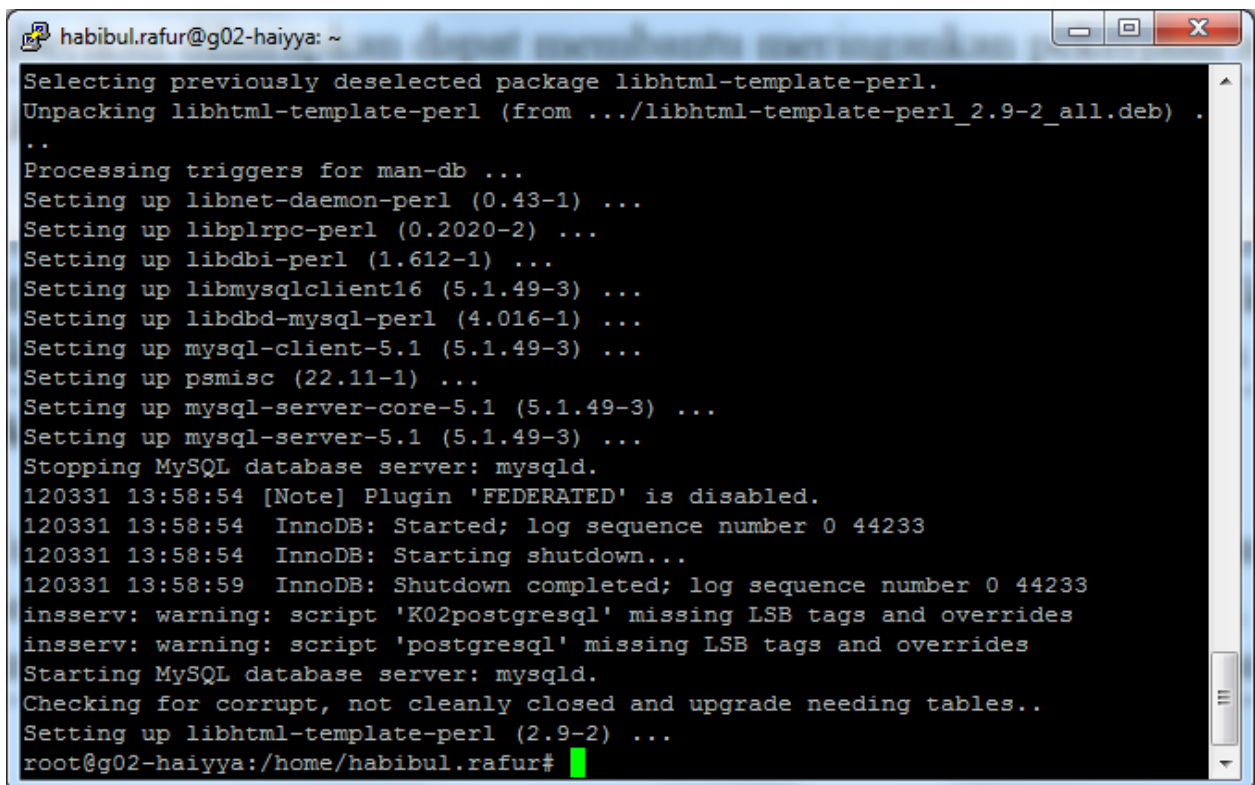 habibul.rafur@g02-haiyya: ~
Selecting previously deselected package libhtml-template-perl.
Unpacking libhtml-template-perl (from .../libhtml-template-perl_2.9-2_all.deb) .
..
Processing triggers for man-db ...
Setting up libnet-daemon-perl (0.43-1) ...
Setting up libplrpc-perl (0.2020-2) ...
Setting up libdbi-perl (1.612-1) ...
Setting up libmysqlclient16 (5.1.49-3) ...
Setting up libdbd-mysql-perl (4.016-1) ...
Setting up mysql-client-5.1 (5.1.49-3) ...
Setting up psmisc (22.11-1) ...
Setting up mysql-server-core-5.1 (5.1.49-3) ...
Setting up mysql-server-5.1 (5.1.49-3) ...
Stopping MySQL database server: mysqld.
120331 13:58:54 [Note] Plugin 'FEDERATED' is disabled.
120331 13:58:54  InnoDB: Started; log sequence number 0 44233
120331 13:58:54  InnoDB: Starting shutdown...
120331 13:58:59  InnoDB: Shutdown completed; log sequence number 0 44233
insserv: warning: script 'K02postgresql' missing LSB tags and overrides
insserv: warning: script 'postgresql' missing LSB tags and overrides
Starting MySQL database server: mysqld.
Checking for corrupt, not cleanly closed and upgrade needing tables..
Setting up libhtml-template-perl (2.9-2) ...
root@g02-haiyya:/home/habibul.rafur#